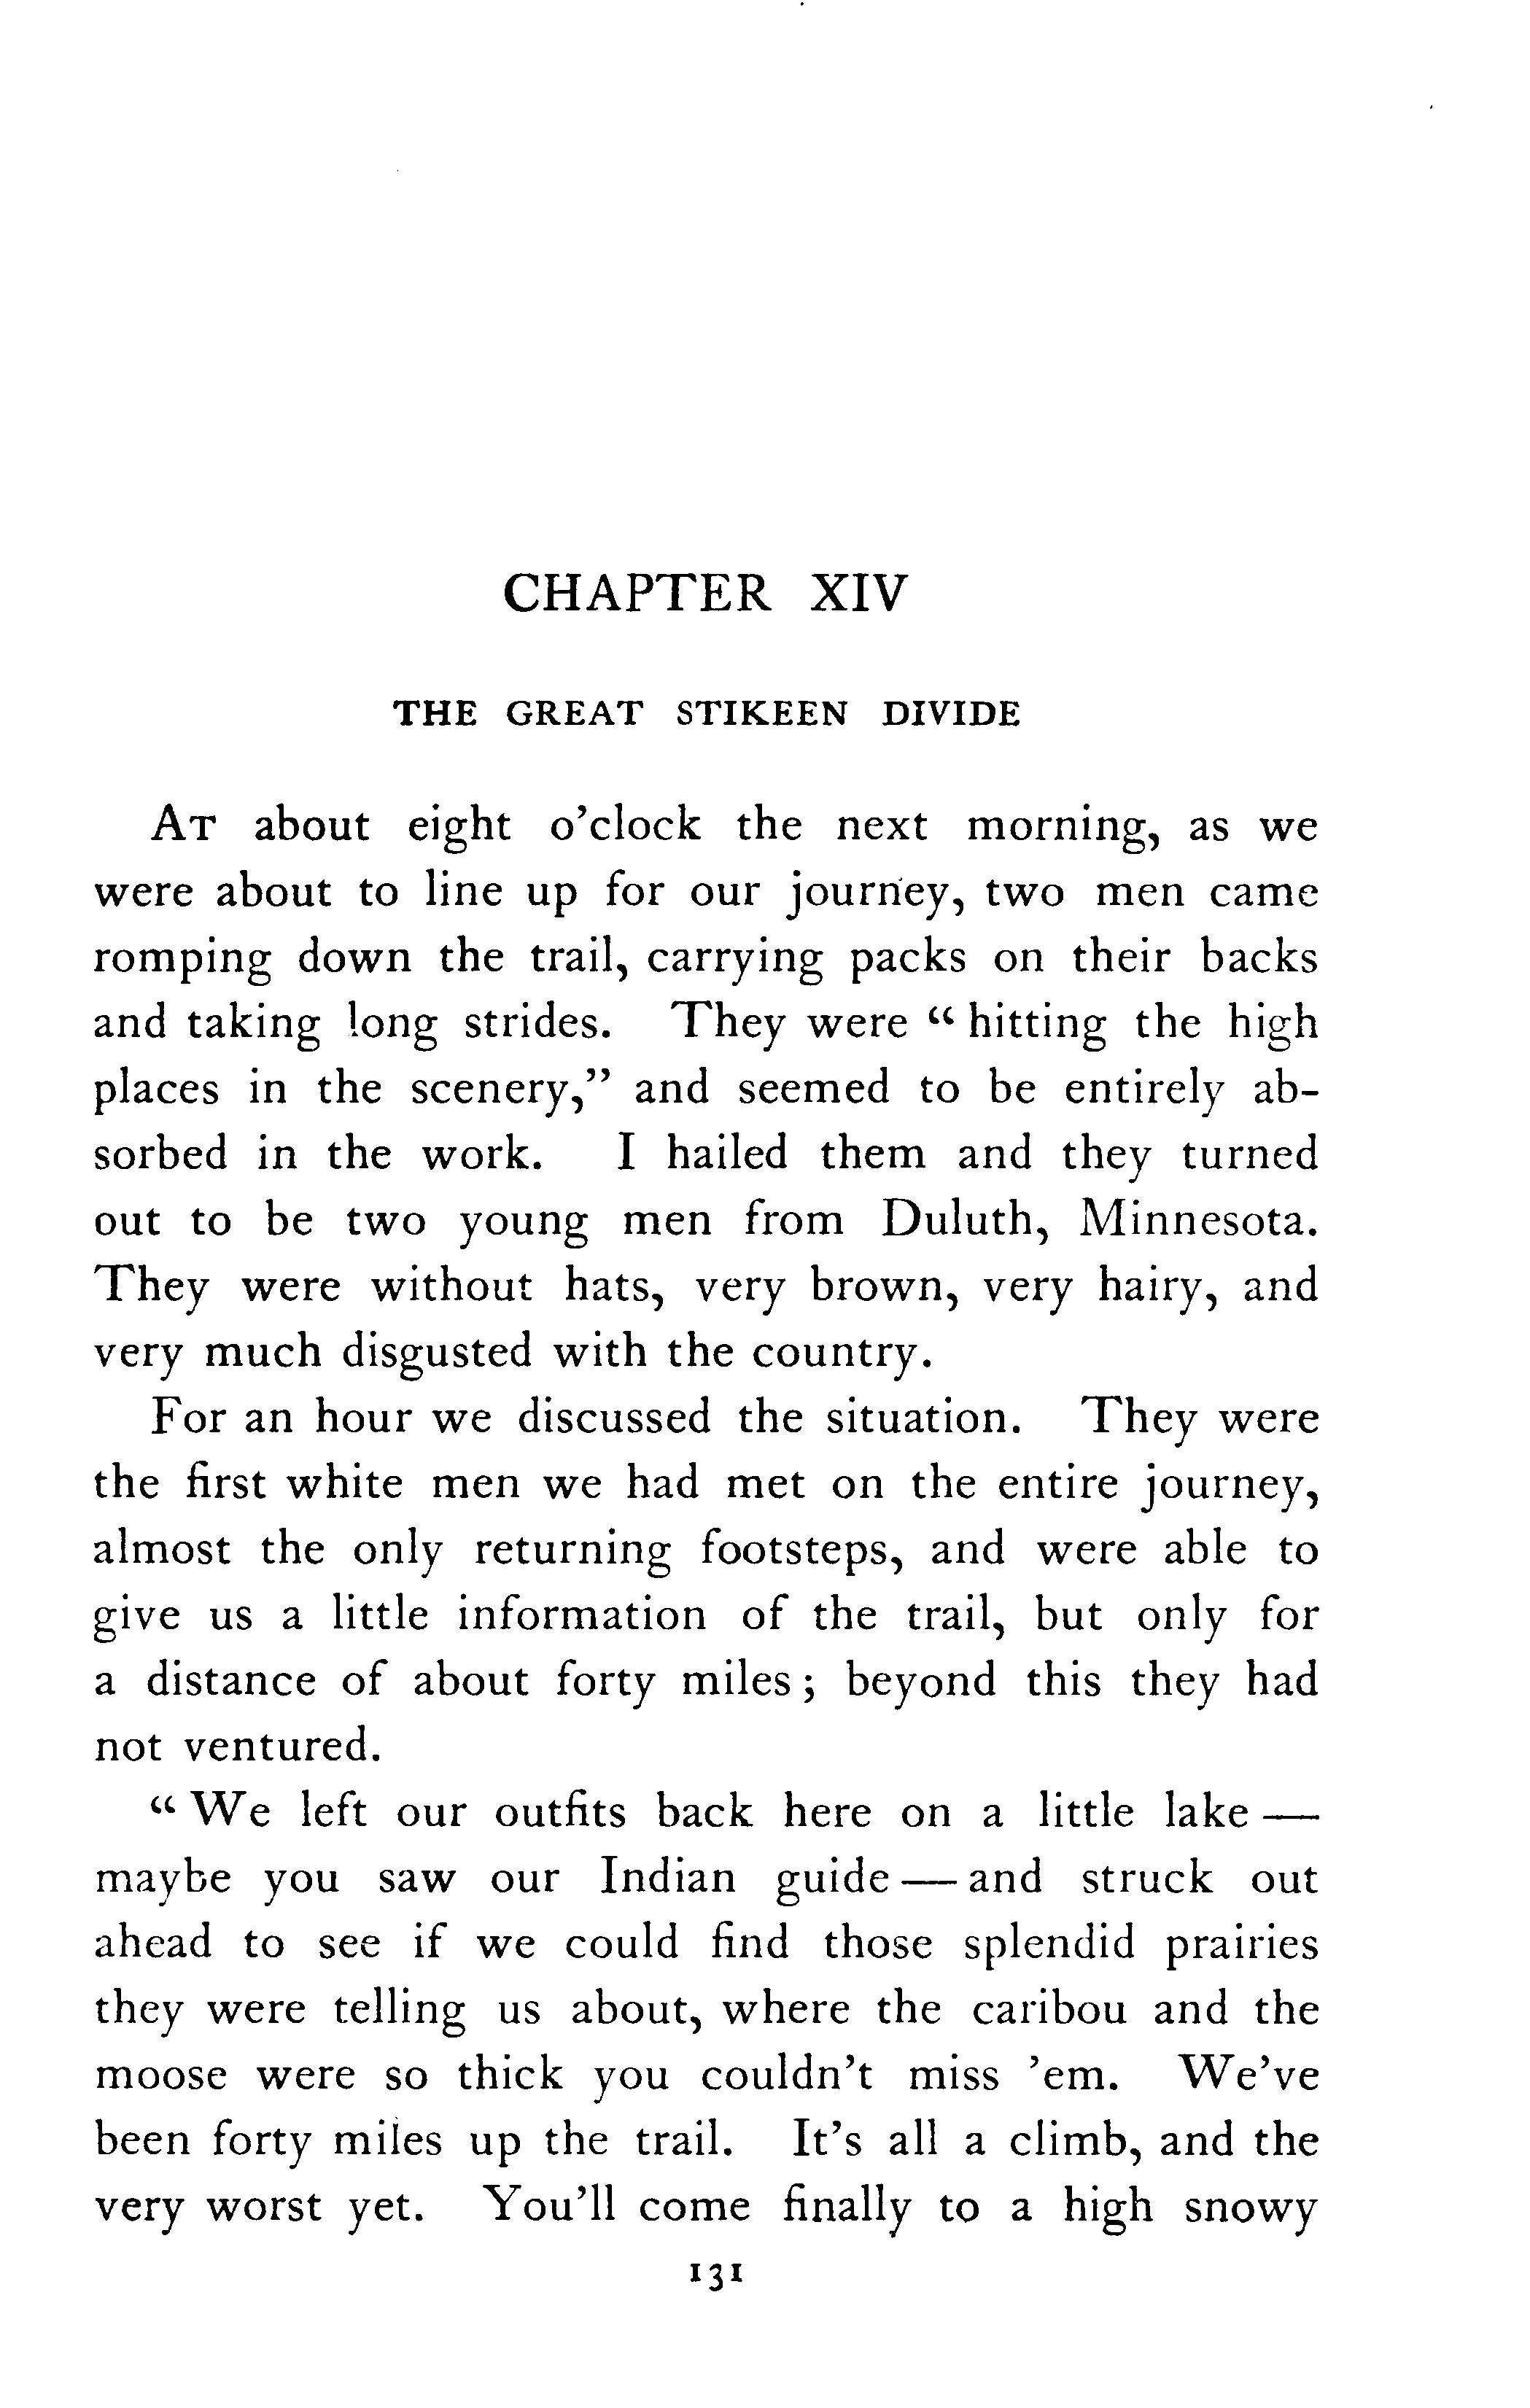 CHAPTER XIV
THE GREAT STIKEEN DIVIDE
At about eight o'clock the next morning, as we
were about to line up for our journey, two men came
romping down the trail, carrying packs on their backs
and taking long strides. They were “hitting the high
places in the scenery,” and seemed to be entirely ab-
sorbed in the work. I hailed them and they turned
out to be two young men from Duluth, Minnesota.
They were without hats, very brown, very hairy, and
very much disgusted with the country.
For an hour we discussed the situation. They were
the first white men we had met on the entire journey,
almost the only returning footsteps, and were able to
give us a little information of the trail, but only for
a distance of about forty miles; beyond this they had
not ventured.
“We left our outfits back here on a little lake —
maybe you saw our Indian guide — and struck out
ahead to see if we could find those splendid prairies
they were telling us about, where the caribou and the
moose were so thick you couldn't miss 'em. We've
been forty miles up the trail. It's all a climb, and the
very worst yet. You'll come finally to a high snowy
131